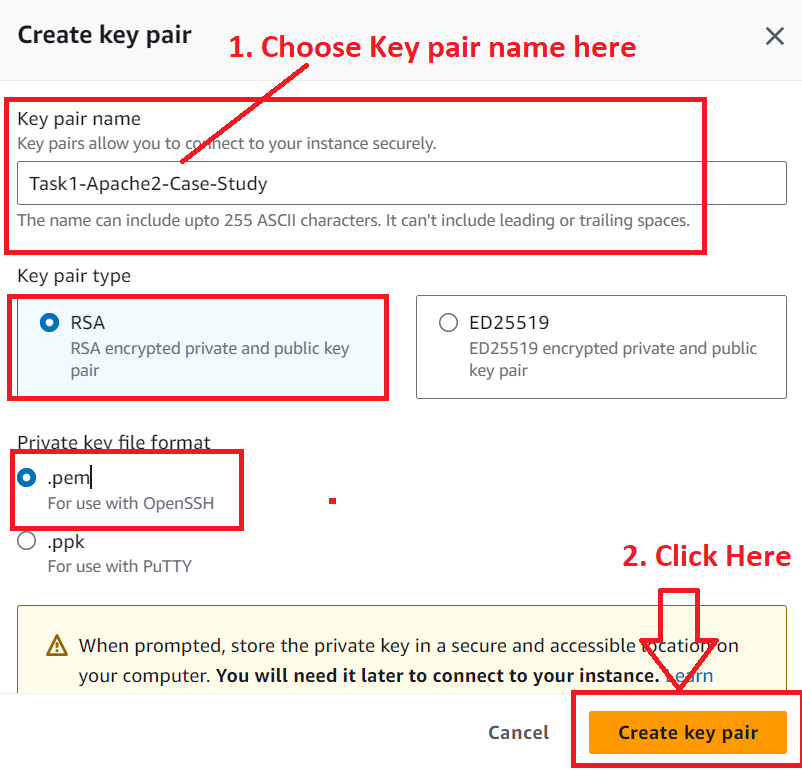 Create key pair
1. Choose Key pair name here
Key pair name
Key pairs allow you to connect to your instance securely.
Task1-Apache2-Case-Study
The name can include upto 255 ASCII characters. It can't include leading or trailing spaces.
Key pair type
RSA
RSA encrypted private and public key
pair
ED25519
ED25519 encrypted private and public
key pair
Private key file format
.pem
For use with OpenSSH
.ppk
For use with PuTTY
2. Click Here
When prompted, store the private key in a secure and accessible location on
your computer. You will need it later to connect to your instance. Learn
Cancel
Create key pair